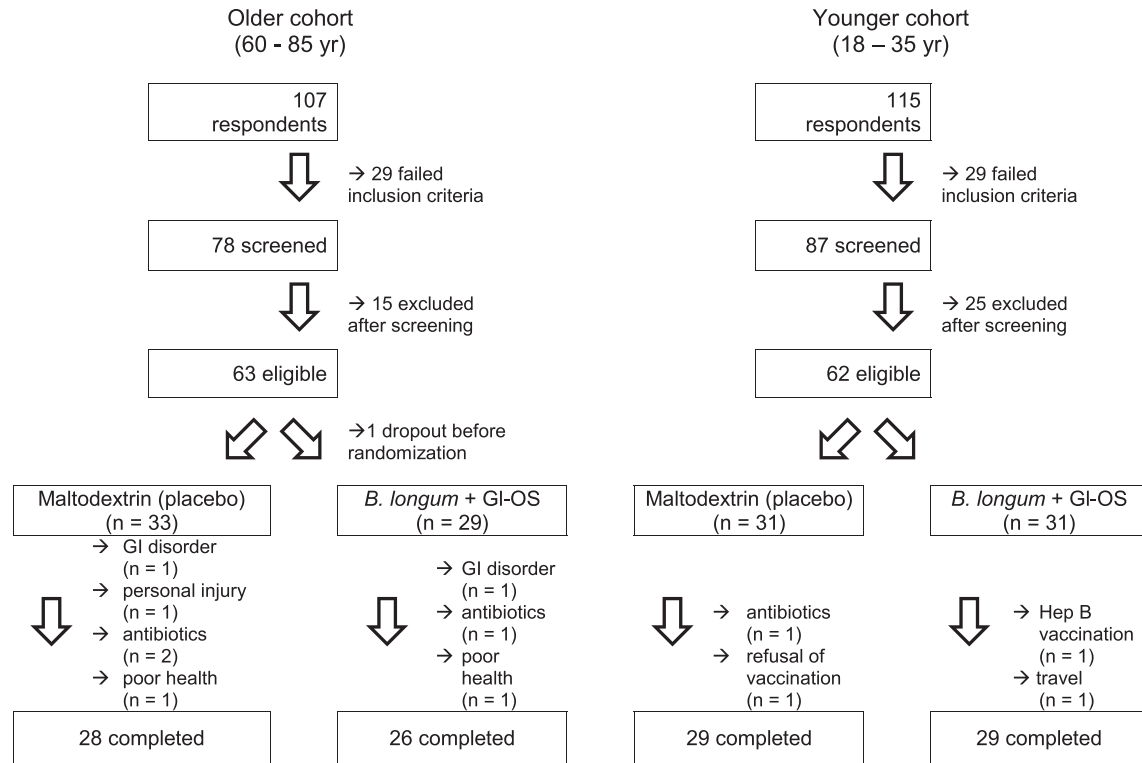 Older cohort
(60 - 85 yr)
107
respondents
→ 29 failed
inclusion criteria
78 screened
→ 15 excluded
after screening
63 eligible
→1 dropout before
randomization
Maltodextrin (placebo)
(n = 33)
→ GI disorder
(n = 1)
→ personal injury
(n = 1)
→ antibiotics
(n = 2)
→ poor health
(n = 1)
28 completed
B. longum + Gl-OS
(n = 29)
→ GI disorder
(n = 1)
→ antibiotics
(n = 1)
→ poor
health
(n = 1)
26 completed
Younger cohort
(18 – 35 yr)
115
respondents
→ 29 failed
inclusion criteria
87 screened
→ 25 excluded
after screening
62 eligible
Maltodextrin (placebo)
(n = 31)
→ antibiotics
(n = 1)
→ refusal of
vaccination
(n = 1)
29 completed
B. longum + Gl-OS
(n = 31)
→ Hep B
vaccination
(n = 1)
→ travel
(n = 1)
29 completed